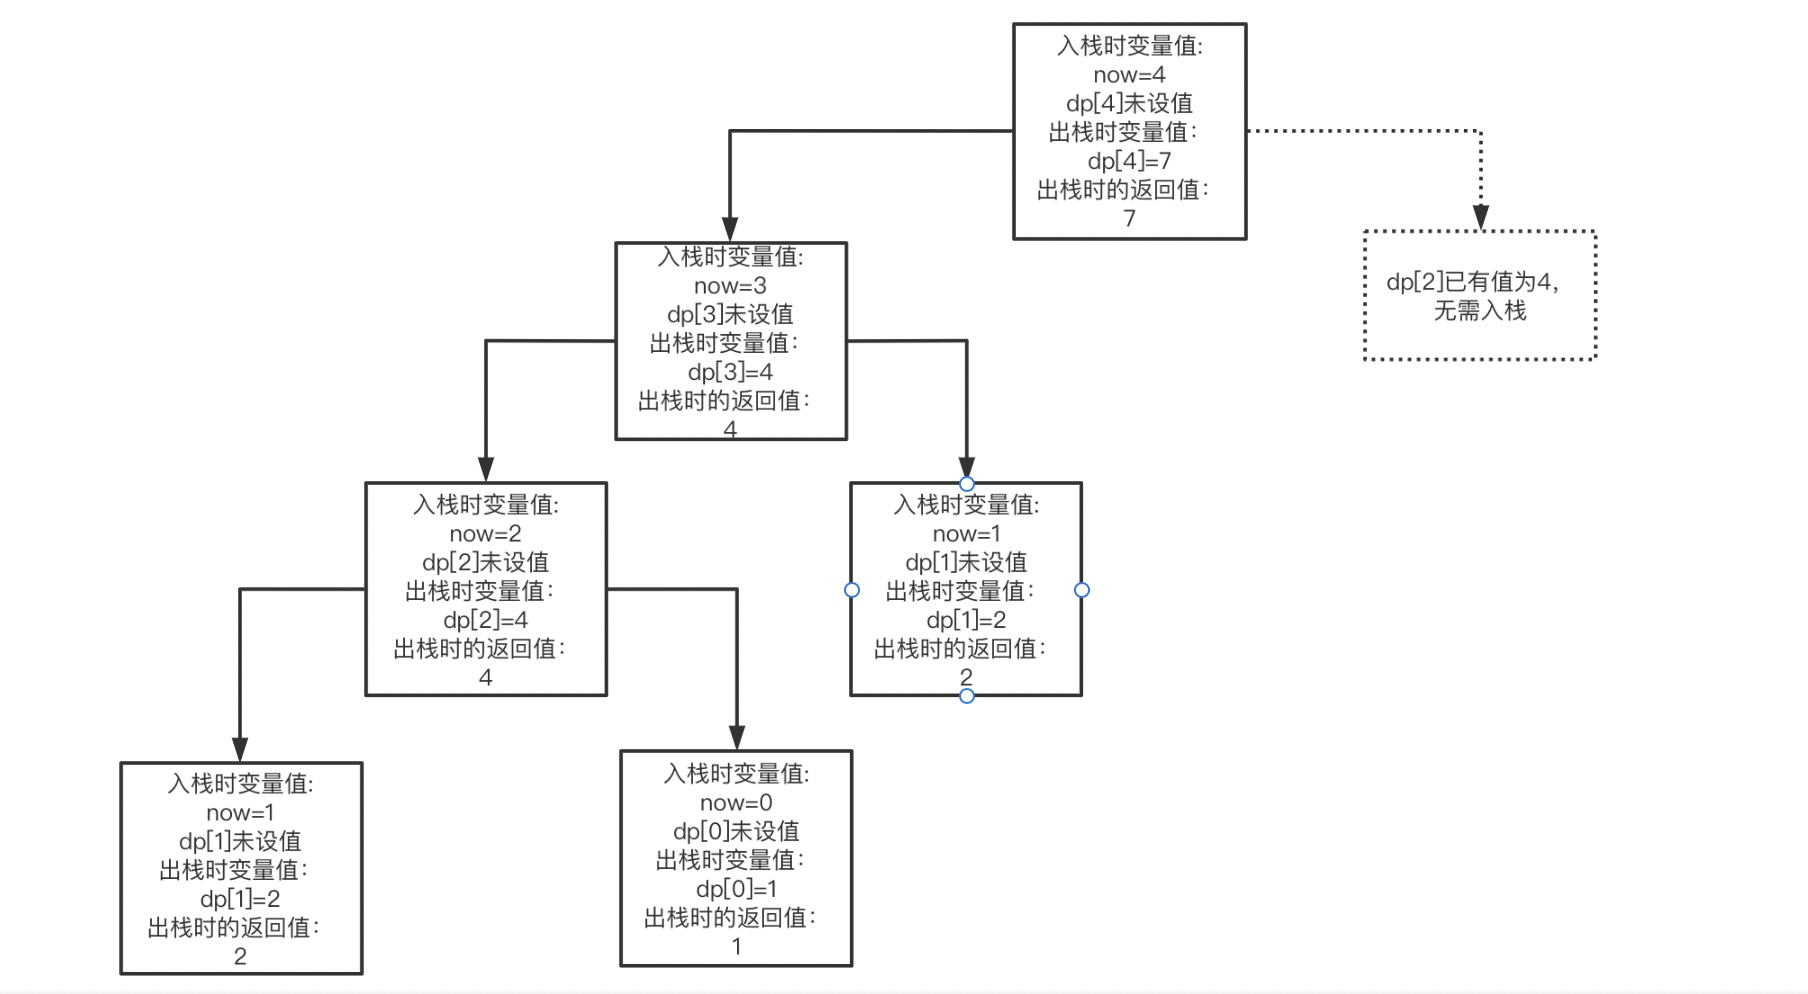 入栈时变量值:
now=4
dp[4]未设值
出栈时变量值：
dp[4]=7
出栈时的返回值：
7
dp[2]已有值为4，
无需入栈
入栈时变量值:
now=3
dp[3]未设值
出栈时变量值：
dp[3]=4
出栈时的返回值：
4
入栈时变量值:
now=2
dp[2]未设值
出栈时变量值：
dp[2]=4
出栈时的返回值：
4
入栈时变量值:
now=1
dp[1]未设值
出栈时变量值：
dp[1]=2
出栈时的返回值：
2
入栈时变量值:
now=1
dp[1]未设值
出栈时变量值：
dp[1]=2
出栈时的返回值：
2
入栈时变量值:
now=0
dp[0]未设值
出栈时变量值：
dp[0]=1
出栈时的返回值：
1